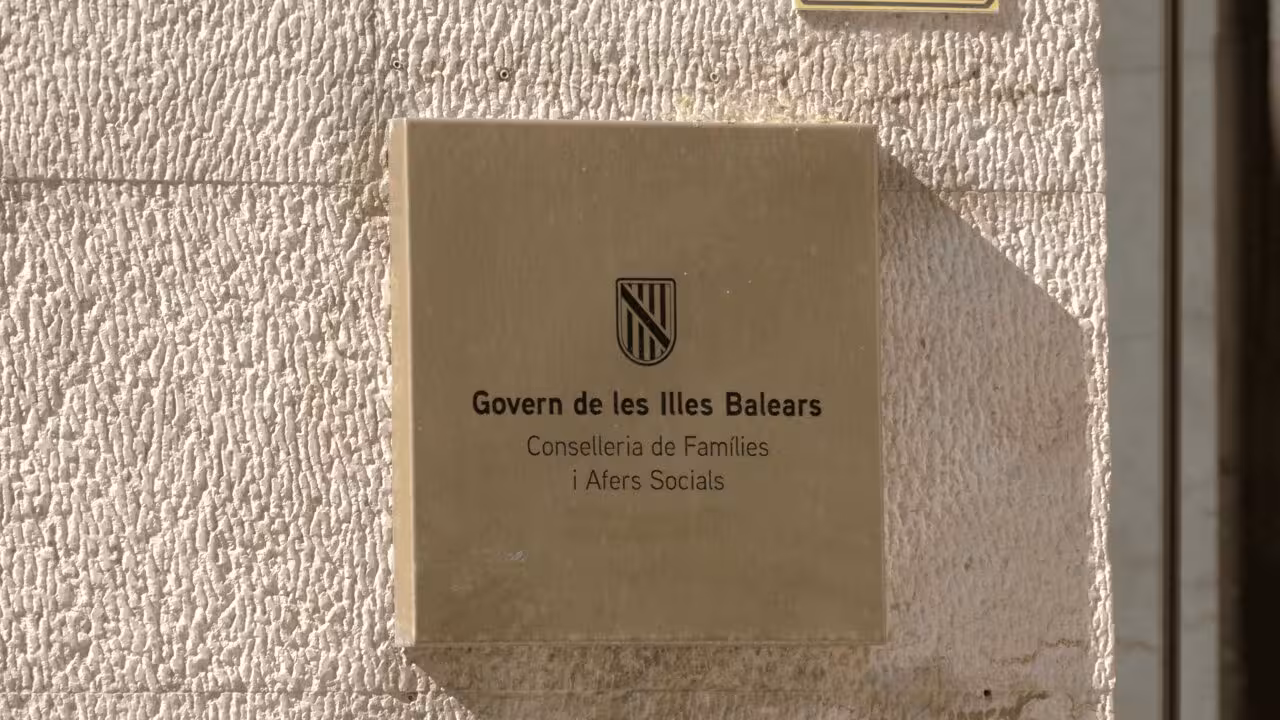 Govern de les Illes Balears
Conselleria de Famílies
i Afers Socials